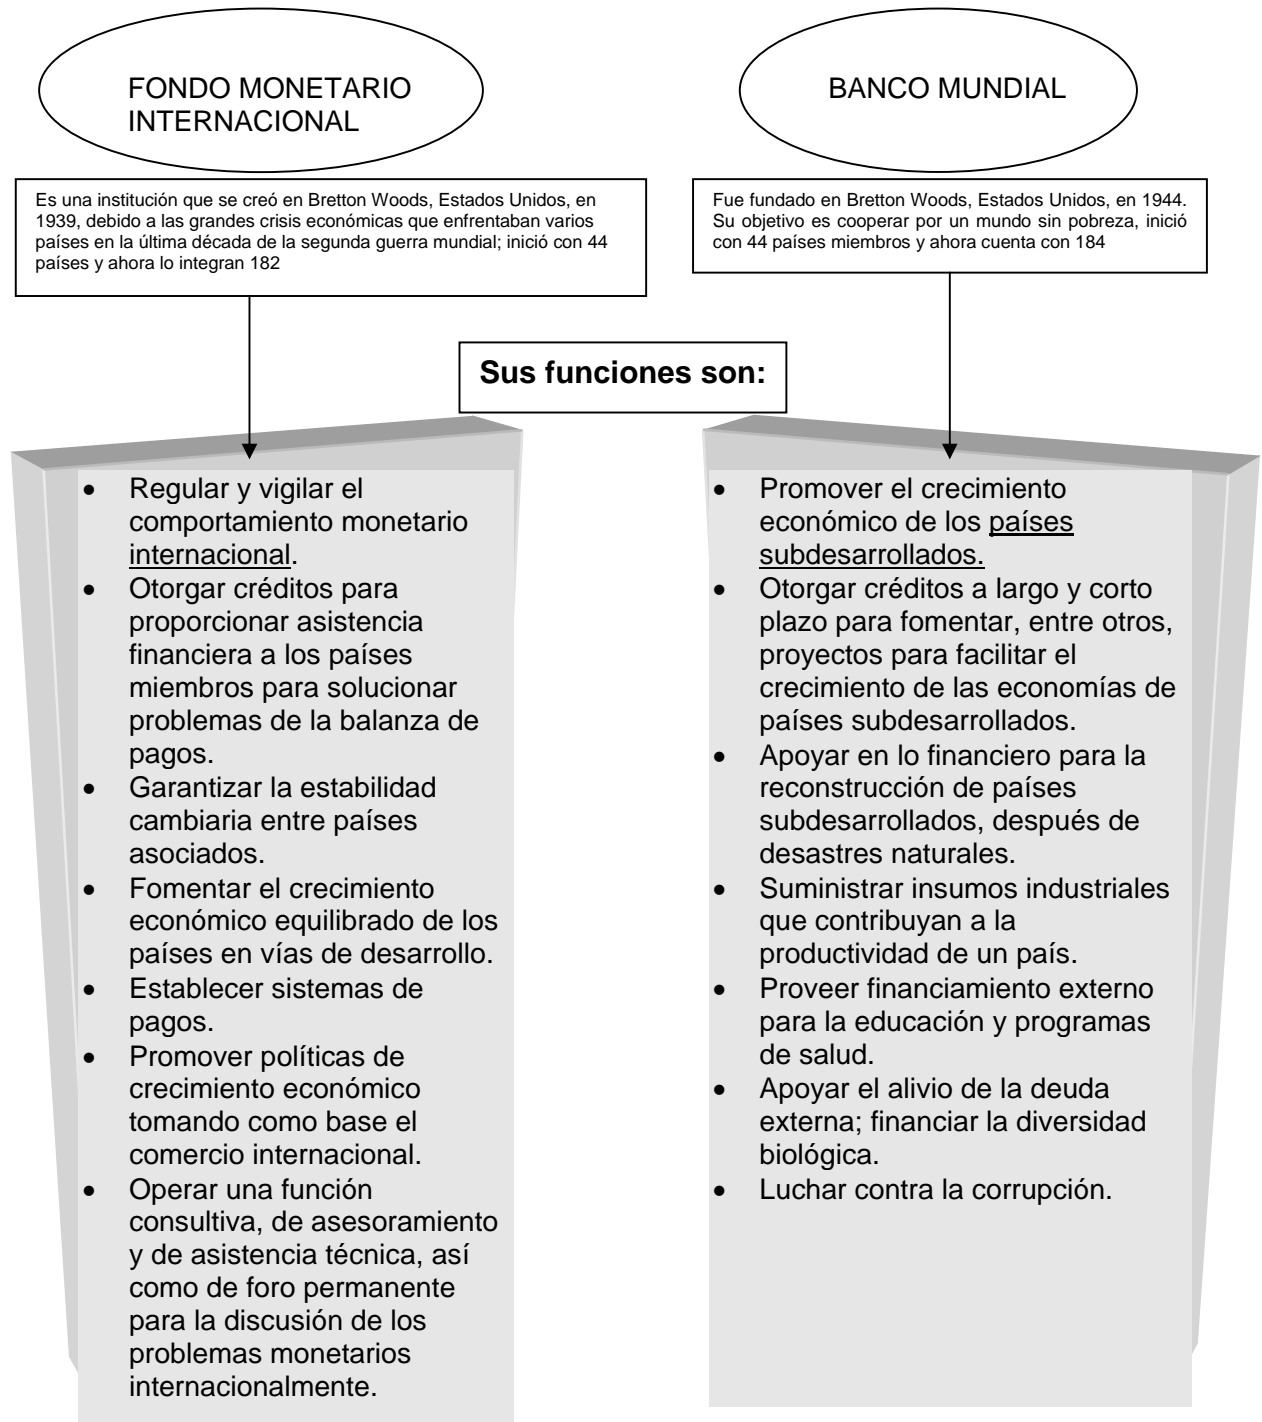 FONDO MONETARIO
INTERNACIONAL
Es una institución que se creó en Bretton Woods, Estados Unidos, en
1939, debido a las grandes crisis económicas que enfrentaban varios
países en la última década de la segunda guerra mundial; inició con 44
países y ahora lo integran 182
BANCO MUNDIAL
Fue fundado en Bretton Woods, Estados Unidos, en 1944.
Su objetivo es cooperar por un mundo sin pobreza, inició
con 44 países miembros y ahora cuenta con 184
Sus funciones son:
• Regular y vigilar el
comportamiento monetario
internacional.
• Otorgar créditos para
proporcionar asistencia
financiera a los países
miembros para solucionar
problemas de la balanza de
pagos.
• Garantizar la estabilidad
cambiaria entre países
asociados.
• Fomentar el crecimiento
económico equilibrado de los
países en vías de desarrollo.
• Establecer sistemas de
pagos.
• Promover políticas de
crecimiento económico
tomando como base el
comercio internacional.
• Operar una función
consultiva, de asesoramiento
y de asistencia técnica, así
como de foro permanente
para la discusión de los
problemas monetarios
internacionalmente.
• Promover el crecimiento
económico de los países
subdesarrollados.
• Otorgar créditos a largo y corto
plazo para fomentar, entre otros,
proyectos para facilitar el
crecimiento de las economías de
países subdesarrollados.
• Apoyar en lo financiero para la
reconstrucción de países
subdesarrollados, después de
desastres naturales.
• Suministrar insumos industriales
que contribuyan a la
productividad de un país.
• Proveer financiamiento externo
para la educación y programas
de salud.
• Apoyar el alivio de la deuda
externa; financiar la diversidad
biológica.
• Luchar contra la corrupción.